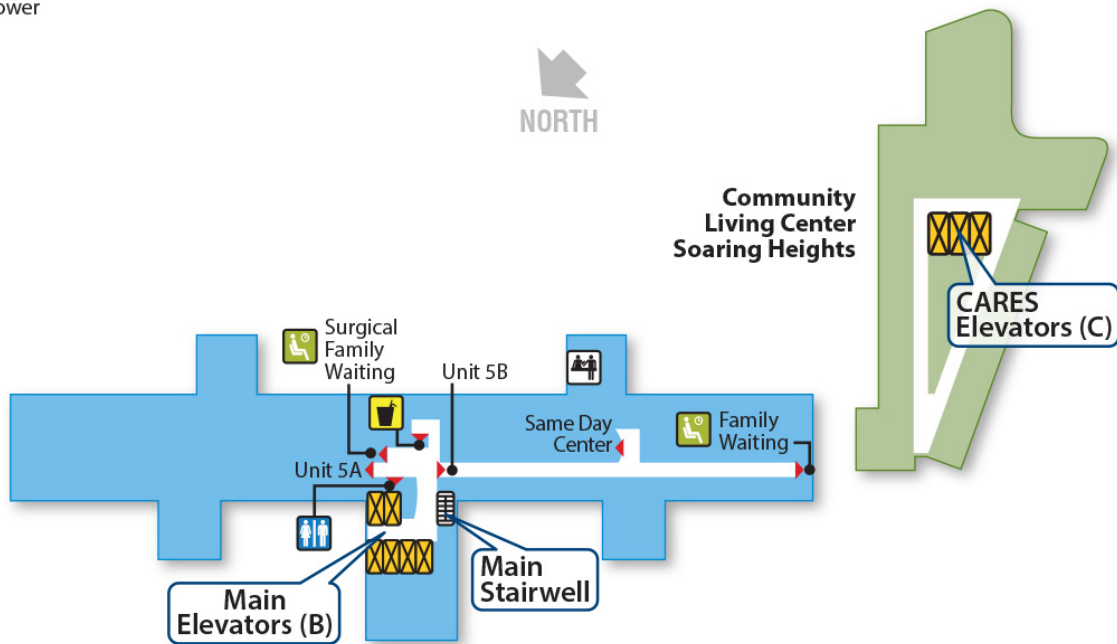 NORTH
Community
Living Center
Soaring Heights
CARES
Elevators (C)
Surgical
Family
Waiting
Unit 5B
Same Day
Center
Family
Waiting
Unit 5A
Main
Stairwell
Main
Elevators (B)